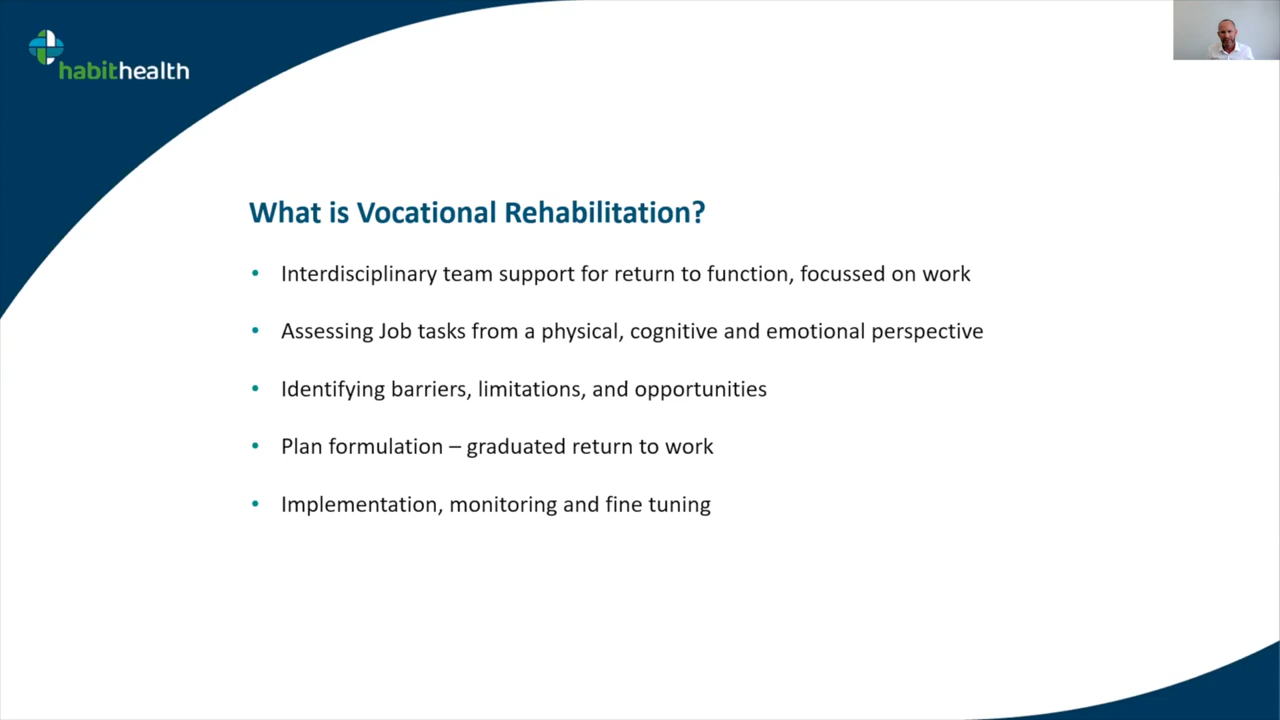 habithealth
What is Vocational Rehabilitation?
• Interdisciplinary team support for return to function, focussed on work
• Assessing Job tasks from a physical, cognitive and emotional perspective
• Identifying barriers, limitations, and opportunities
• Plan formulation – graduated return to work
• Implementation, monitoring and fine tuning